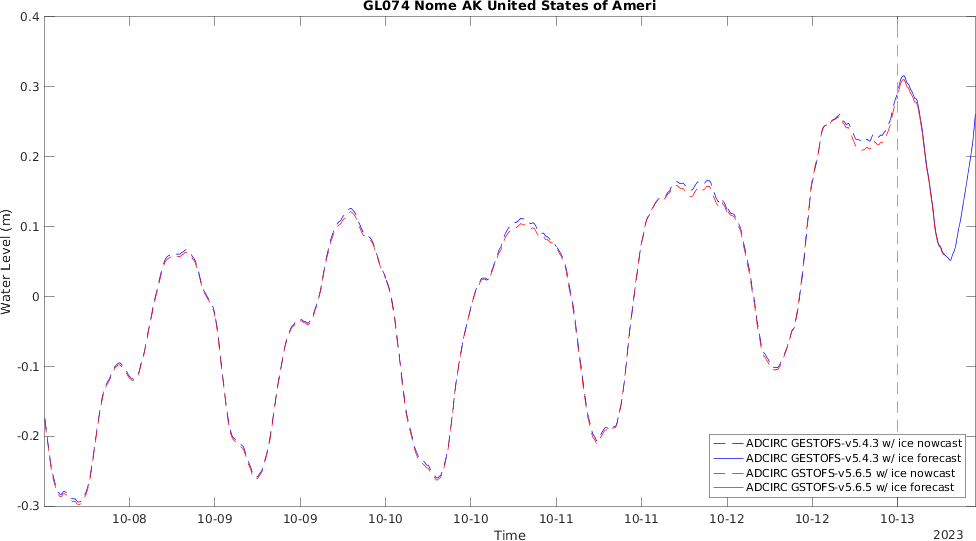 GL074 Nome AK United States of Ameri
0.4
0.3
0.2
0.1
0
-0.1
-0.2
-0.3
Water Level (m)
10-08
10-09
10-09
10-10
10-10
10-11
10-11
10-12
10-12
10-13
Time
2023
ADCIRC GESTOFS-v5.4.3 w/ ice nowcast
ADCIRC GESTOFS-v5.4.3 w/ ice forecast
ADCIRC GSTOFS-v5.6.5 w/ ice nowcast
ADCIRC GSTOFS-v5.6.5 w/ ice forecast